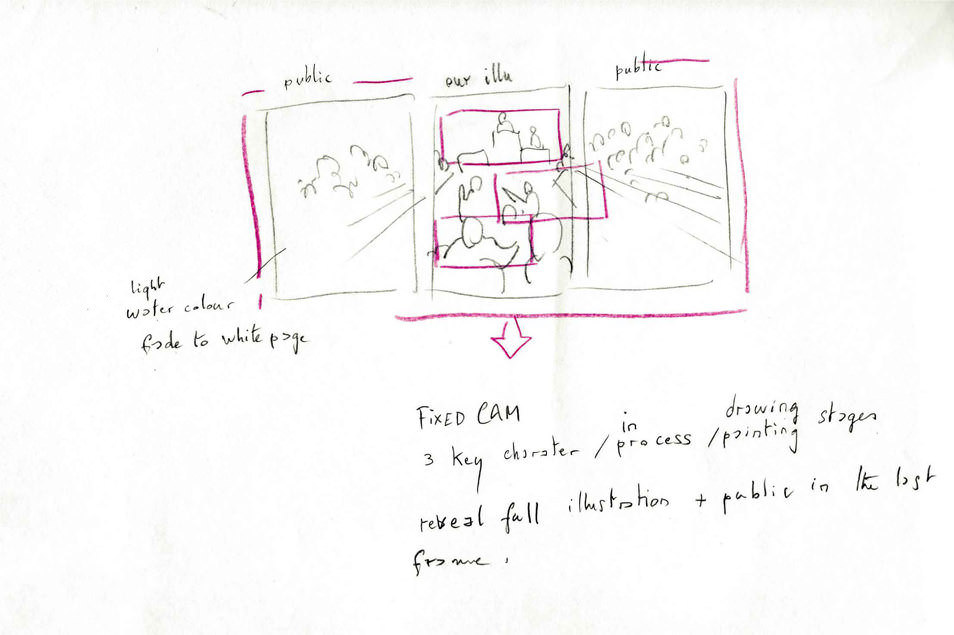 public
our illu
public
light
water colour
fade to white page
FIXED CAM
3 key charater / in process / drawing painting stages
reveal full illustration + public in the last
frame.